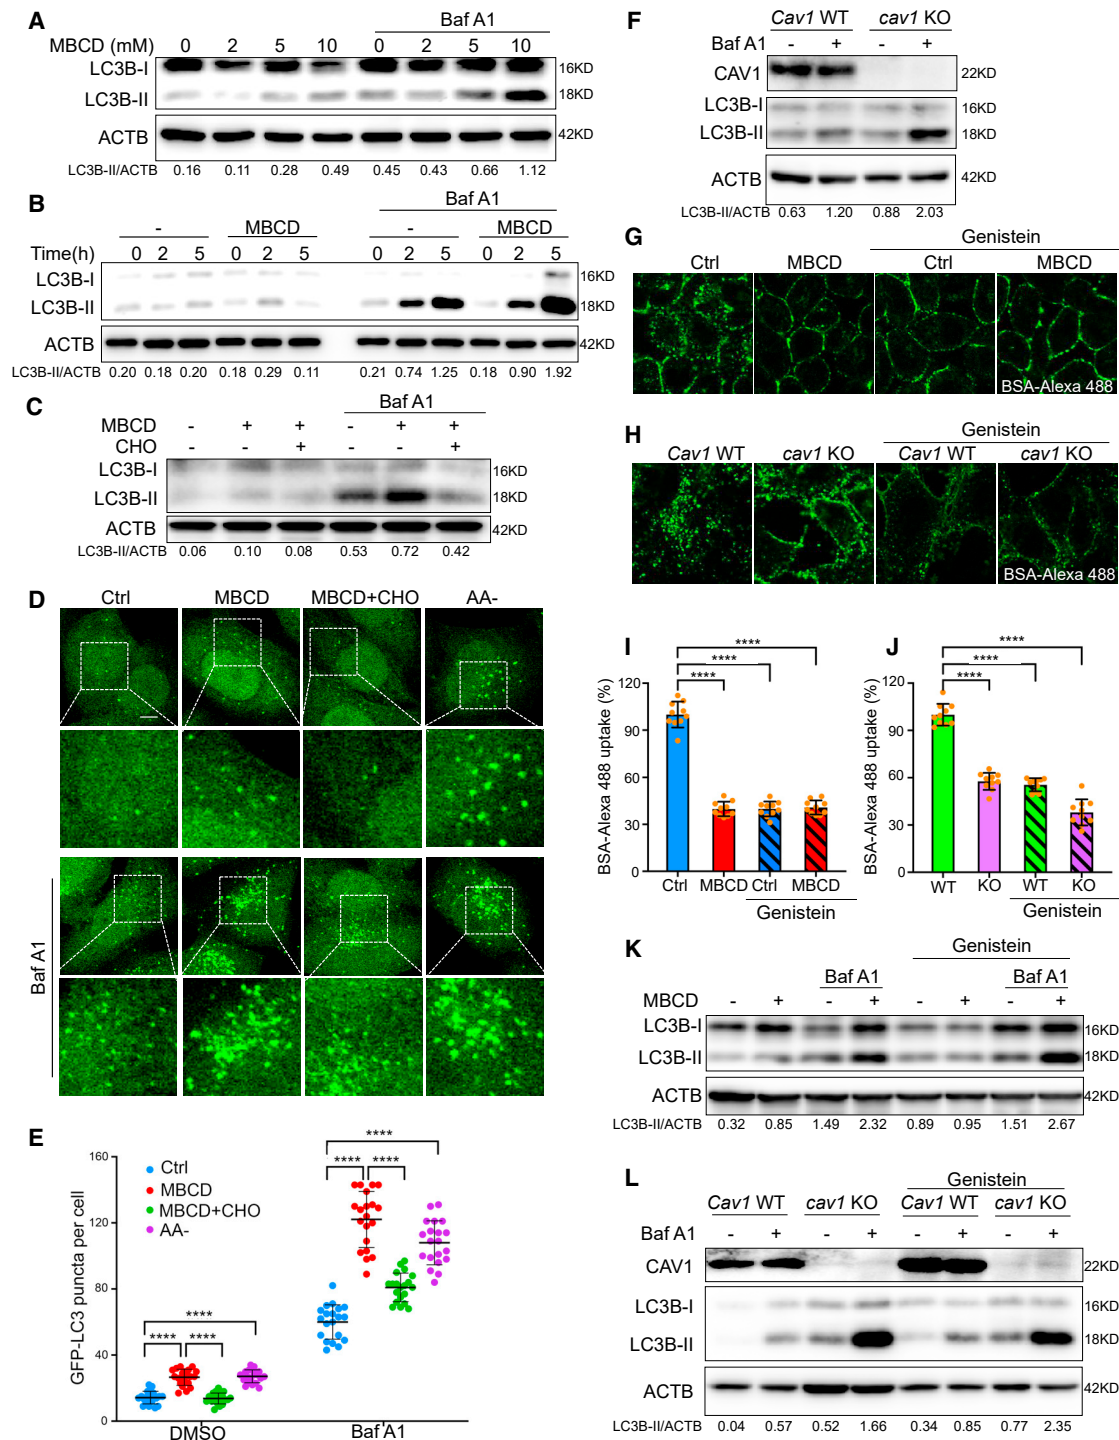 A
Baf A1
MBCD (mM) 0 2 5 10 0 2 5 10
LC3B-I 16KD
LC3B-II 18KD
ACTB 42KD
LC3B-II/ACTB 0.16 0.11 0.28 0.49 0.45 0.43 0.66 1.12
B
Baf A1
- MBCD - MBCD
Time(h) 0 2 5 0 2 5 0 2 5 0 2 5
LC3B-I 16KD
LC3B-II 18KD
ACTB 42KD
LC3B-II/ACTB 0.20 0.18 0.20 0.18 0.29 0.11 0.21 0.74 1.25 0.18 0.90 1.92
C
Baf A1
MBCD - + + - + +
CHO - - + - - +
LC3B-I 16KD
LC3B-II 18KD
ACTB 42KD
LC3B-II/ACTB 0.06 0.10 0.08 0.53 0.72 0.42
D
Ctrl MBCD MBCD+CHO AA-
Baf A1
E
GFP-LC3 puncta per cell
160
120
80
40
0
Ctrl
MBCD
MBCD+CHO
AA-
**** **** ****
**** **** ****
DMSO Baf A1
F
Cav1 WT cav1 KO
Baf A1 - + - +
CAV1 22KD
LC3B-I 16KD
LC3B-II 18KD
ACTB 42KD
LC3B-II/ACTB 0.63 1.20 0.88 2.03
G
Genistein
Ctrl MBCD Ctrl MBCD
BSA-Alexa 488
H
Genistein
Cav1 WT cav1 KO Cav1 WT cav1 KO
BSA-Alexa 488
I
BSA-Alexa 488 uptake (%)
120
90
60
30
0
****
****
****
Ctrl MBCD Ctrl MBCD
Genistein
J
BSA-Alexa 488 uptake (%)
120
90
60
30
0
****
****
****
WT KO WT KO
Genistein
K
Genistein
Baf A1 Baf A1
MBCD - + - + - + - +
LC3B-I 16KD
LC3B-II 18KD
ACTB 42KD
LC3B-II/ACTB 0.32 0.85 1.49 2.32 0.89 0.95 1.51 2.67
L
Genistein
Cav1 WT cav1 KO Cav1 WT cav1 KO
Baf A1 - + - + - + - +
CAV1 22KD
LC3B-I 16KD
LC3B-II 18KD
ACTB 42KD
LC3B-II/ACTB 0.04 0.57 0.52 1.66 0.34 0.85 0.77 2.35